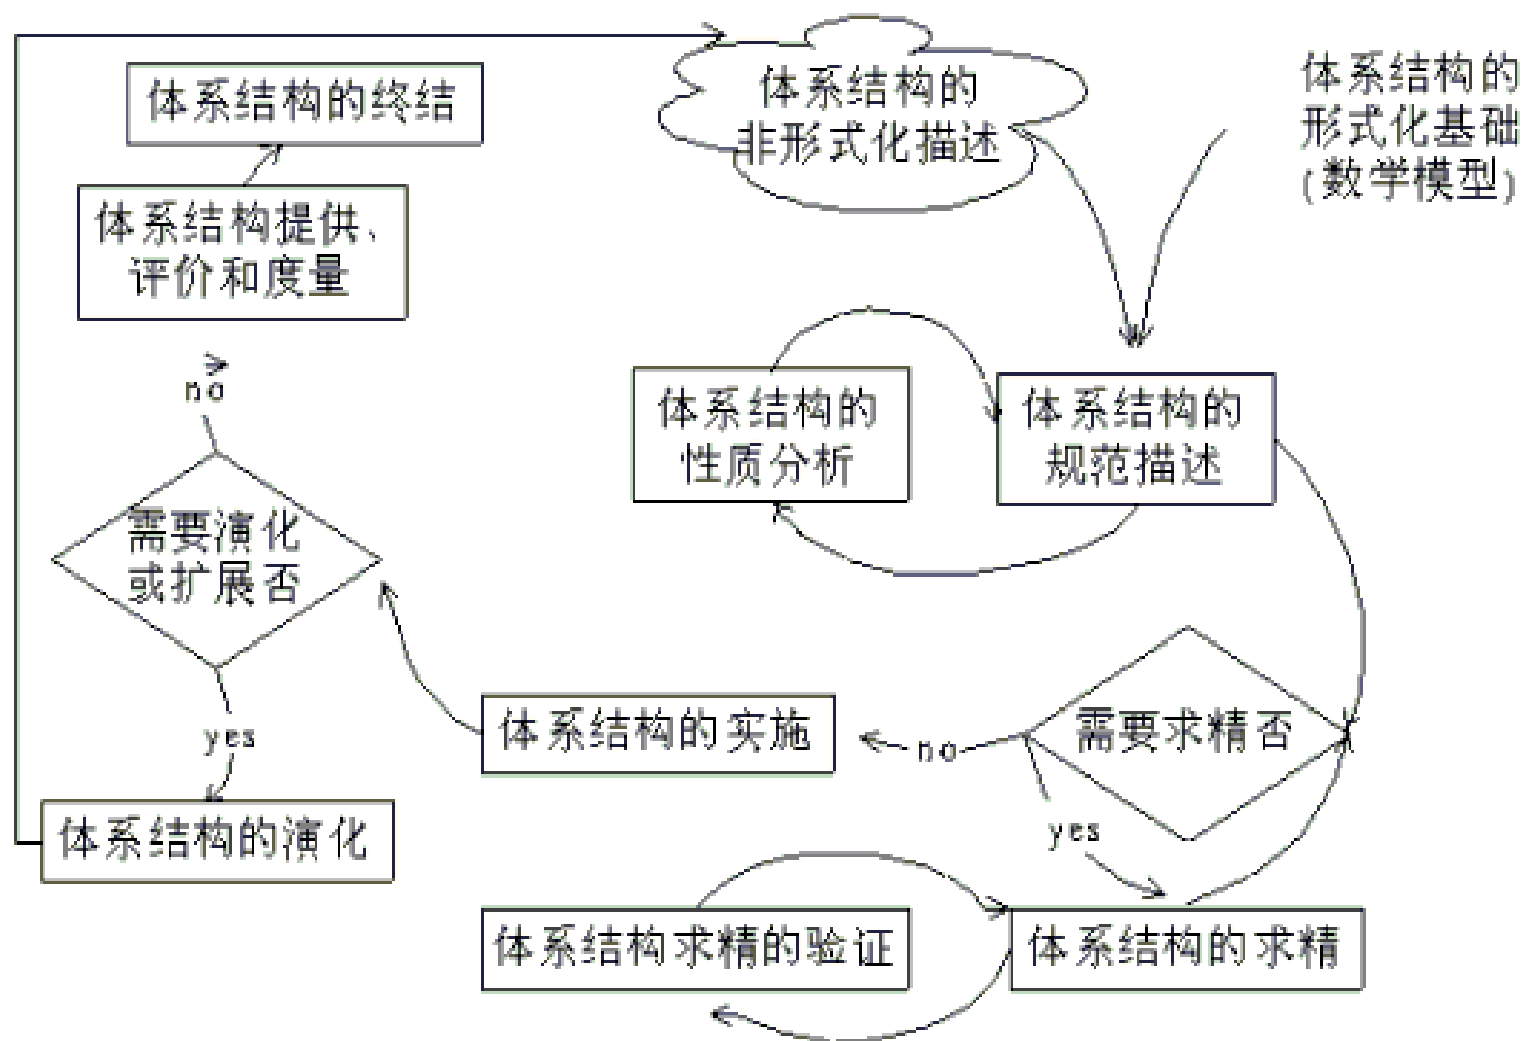 体系结构的终结
体系结构的
非形式化描述
体系结构的
形式化基础
(数学模型)
体系结构提供、
评价和度量
no
体系结构的
性质分析
体系结构的
规范描述
需要演化
或扩展否
yes
体系结构的实施
no
需要求精否
yes
体系结构的演化
体系结构求精的验证
体系结构的求精